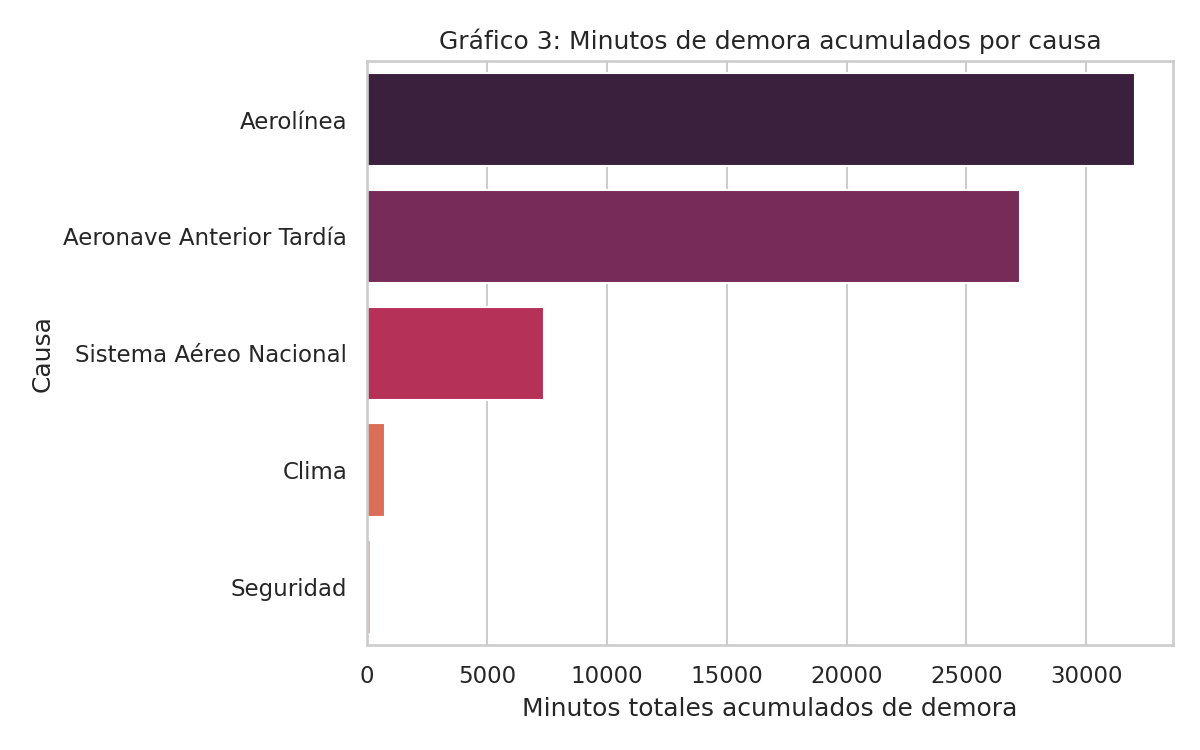 Gráfico 3: Minutos de demora acumulados por causa
Causa
Aerolínea
Aeronave Anterior Tardía
Sistema Aéreo Nacional
Clima
Seguridad
0 5000 10000 15000 20000 25000 30000
Minutos totales acumulados de demora